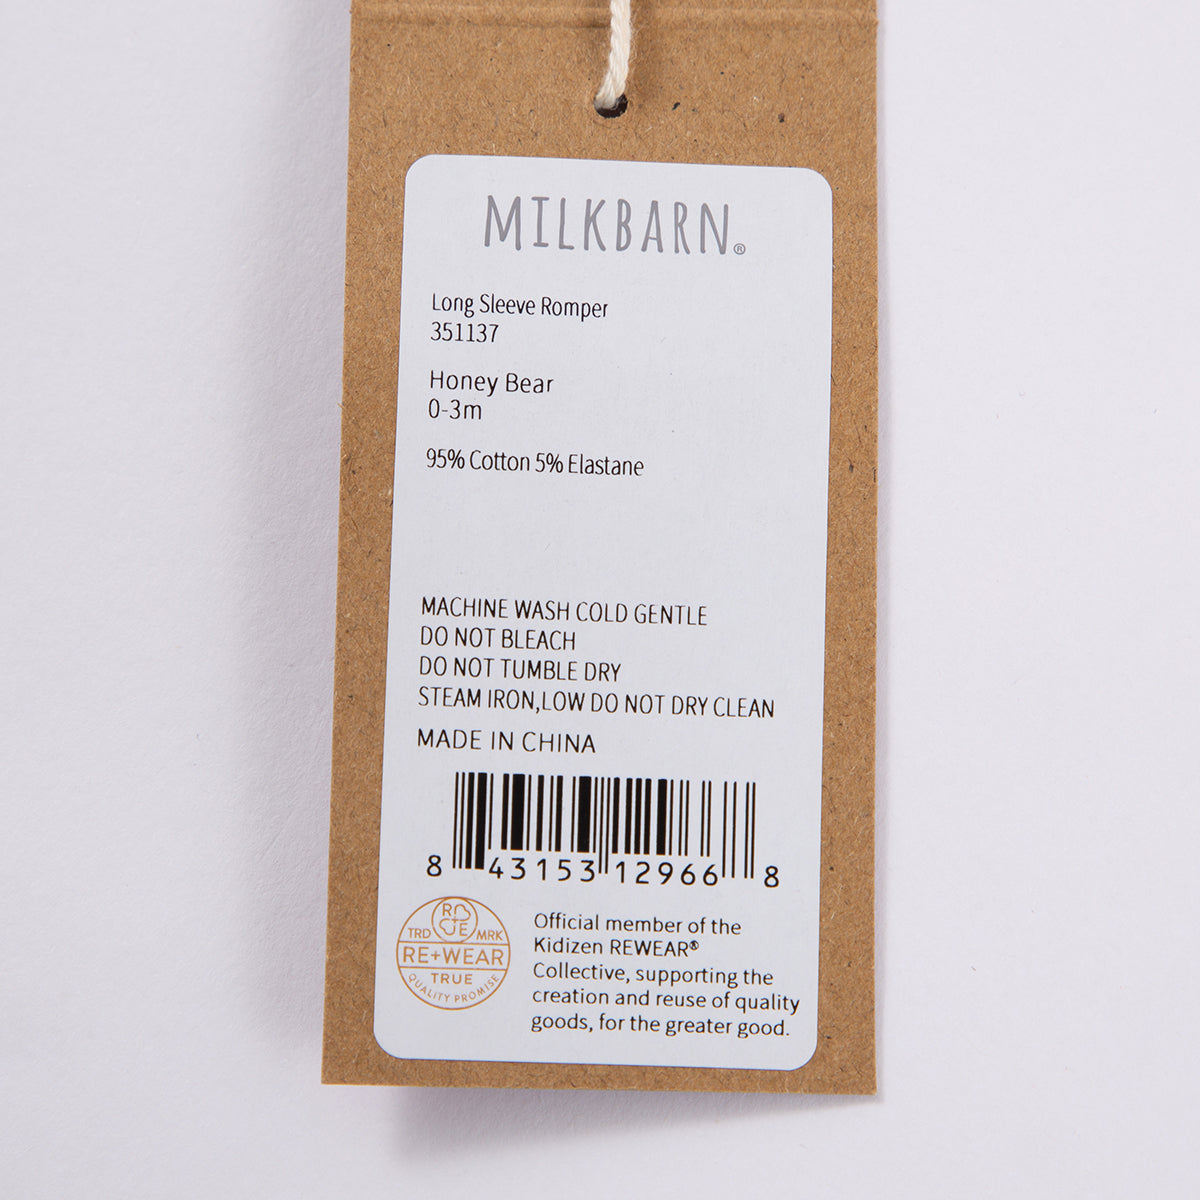 MILKBARN®
Long Sleeve Romper
351137
Honey Bear
0-3m
95% Cotton 5% Elastane
MACHINE WASH COLD GENTLE
DO NOT BLEACH
DO NOT TUMBLE DRY
STEAM IRON,LOW DO NOT DRY CLEAN
MADE IN CHINA
8 43153 12966 8
R
TE
TRD MRK
RE+WEAR
TRUE
QUALITY PROMISE
Official member of the
Kidizen REWEAR®
Collective, supporting the
creation and reuse of quality
goods, for the greater good.